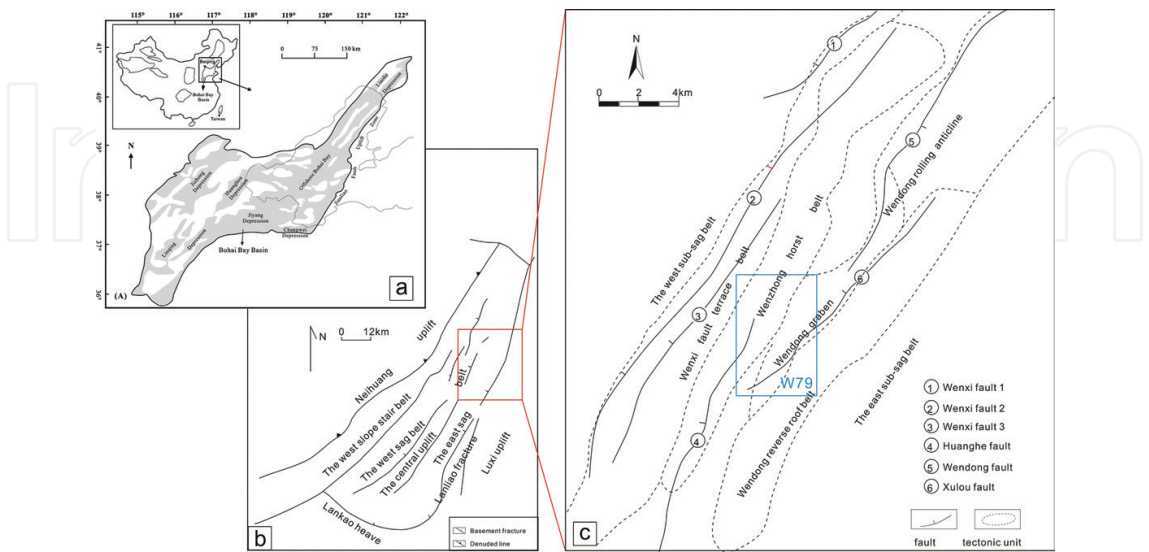 115°
116°
117°
118°
119°
120°
121°
122°
41°
40°
39°
38°
37°
36°
Beijing
Bohai Bay
Basin
Taiwan
0 75 150 km
N
Liaohe
Depression
Jizhong
Depression
Huanghua
Depression
Offshore Bohai Bay
Uplift
Zone
Fault
Jiyang
Depression
Changwei
Depression
Linqing
Depression
Bohai Bay Basin
(A)
a
N
0 12km
Neihuang
uplift
The west slope stair belt
The west sag belt
The central uplift
belt
The east sag
Lanliao fracture
Luxi uplift
Lankao heave
Basement fracture
Denuded line
b
N
0 2 4km
1
2
3
4
5
6
The west sub-sag belt
Wenxi fault terrace belt
Wenzhong horst belt
Wendong rolling anticline
Wendong graben
W79
Wendong reverse roof belt
The east sub-sag belt
1 Wenxi fault 1
2 Wenxi fault 2
3 Wenxi fault 3
4 Huanghe fault
5 Wendong fault
6 Xulou fault
fault
tectonic unit
c